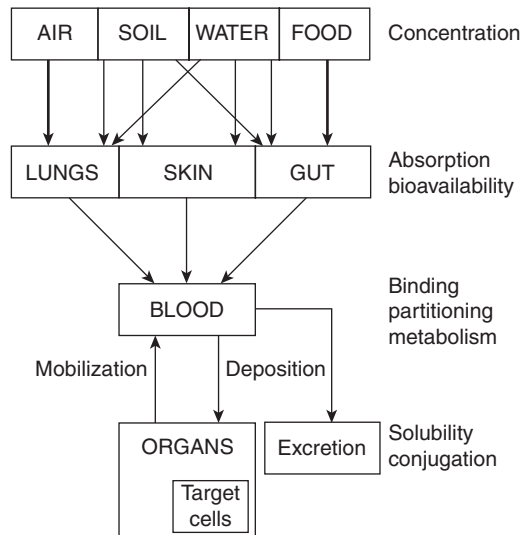 AIR SOIL WATER FOOD Concentration
LUNGS SKIN GUT Absorption
bioavailability
BLOOD Binding
partitioning
metabolism
Mobilization Deposition
ORGANS Excretion Solubility
conjugation
Target
cells